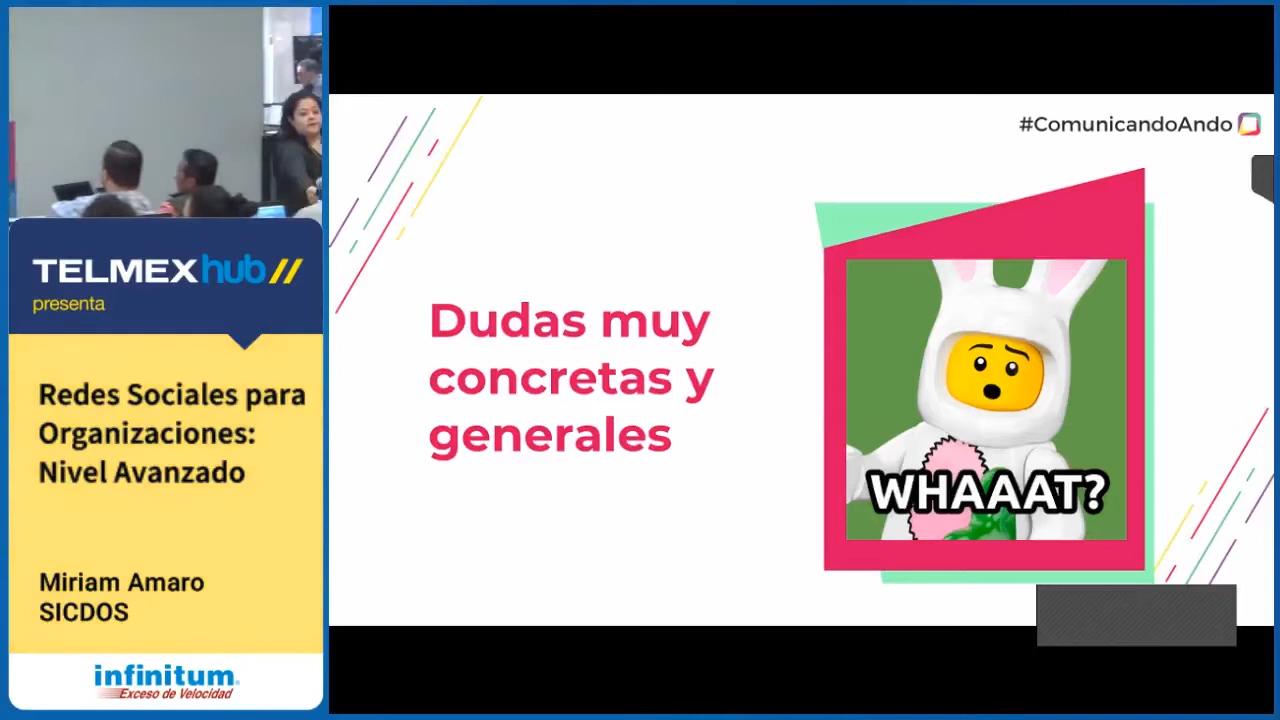 TELMEXhub//
presenta
Redes Sociales para
Organizaciones:
Nivel Avanzado
Miriam Amaro
SICDOS
infinitum
Exceso de Velocidad
#ComunicandoAndo
Dudas muy
concretas y
generales
WHAAAT?